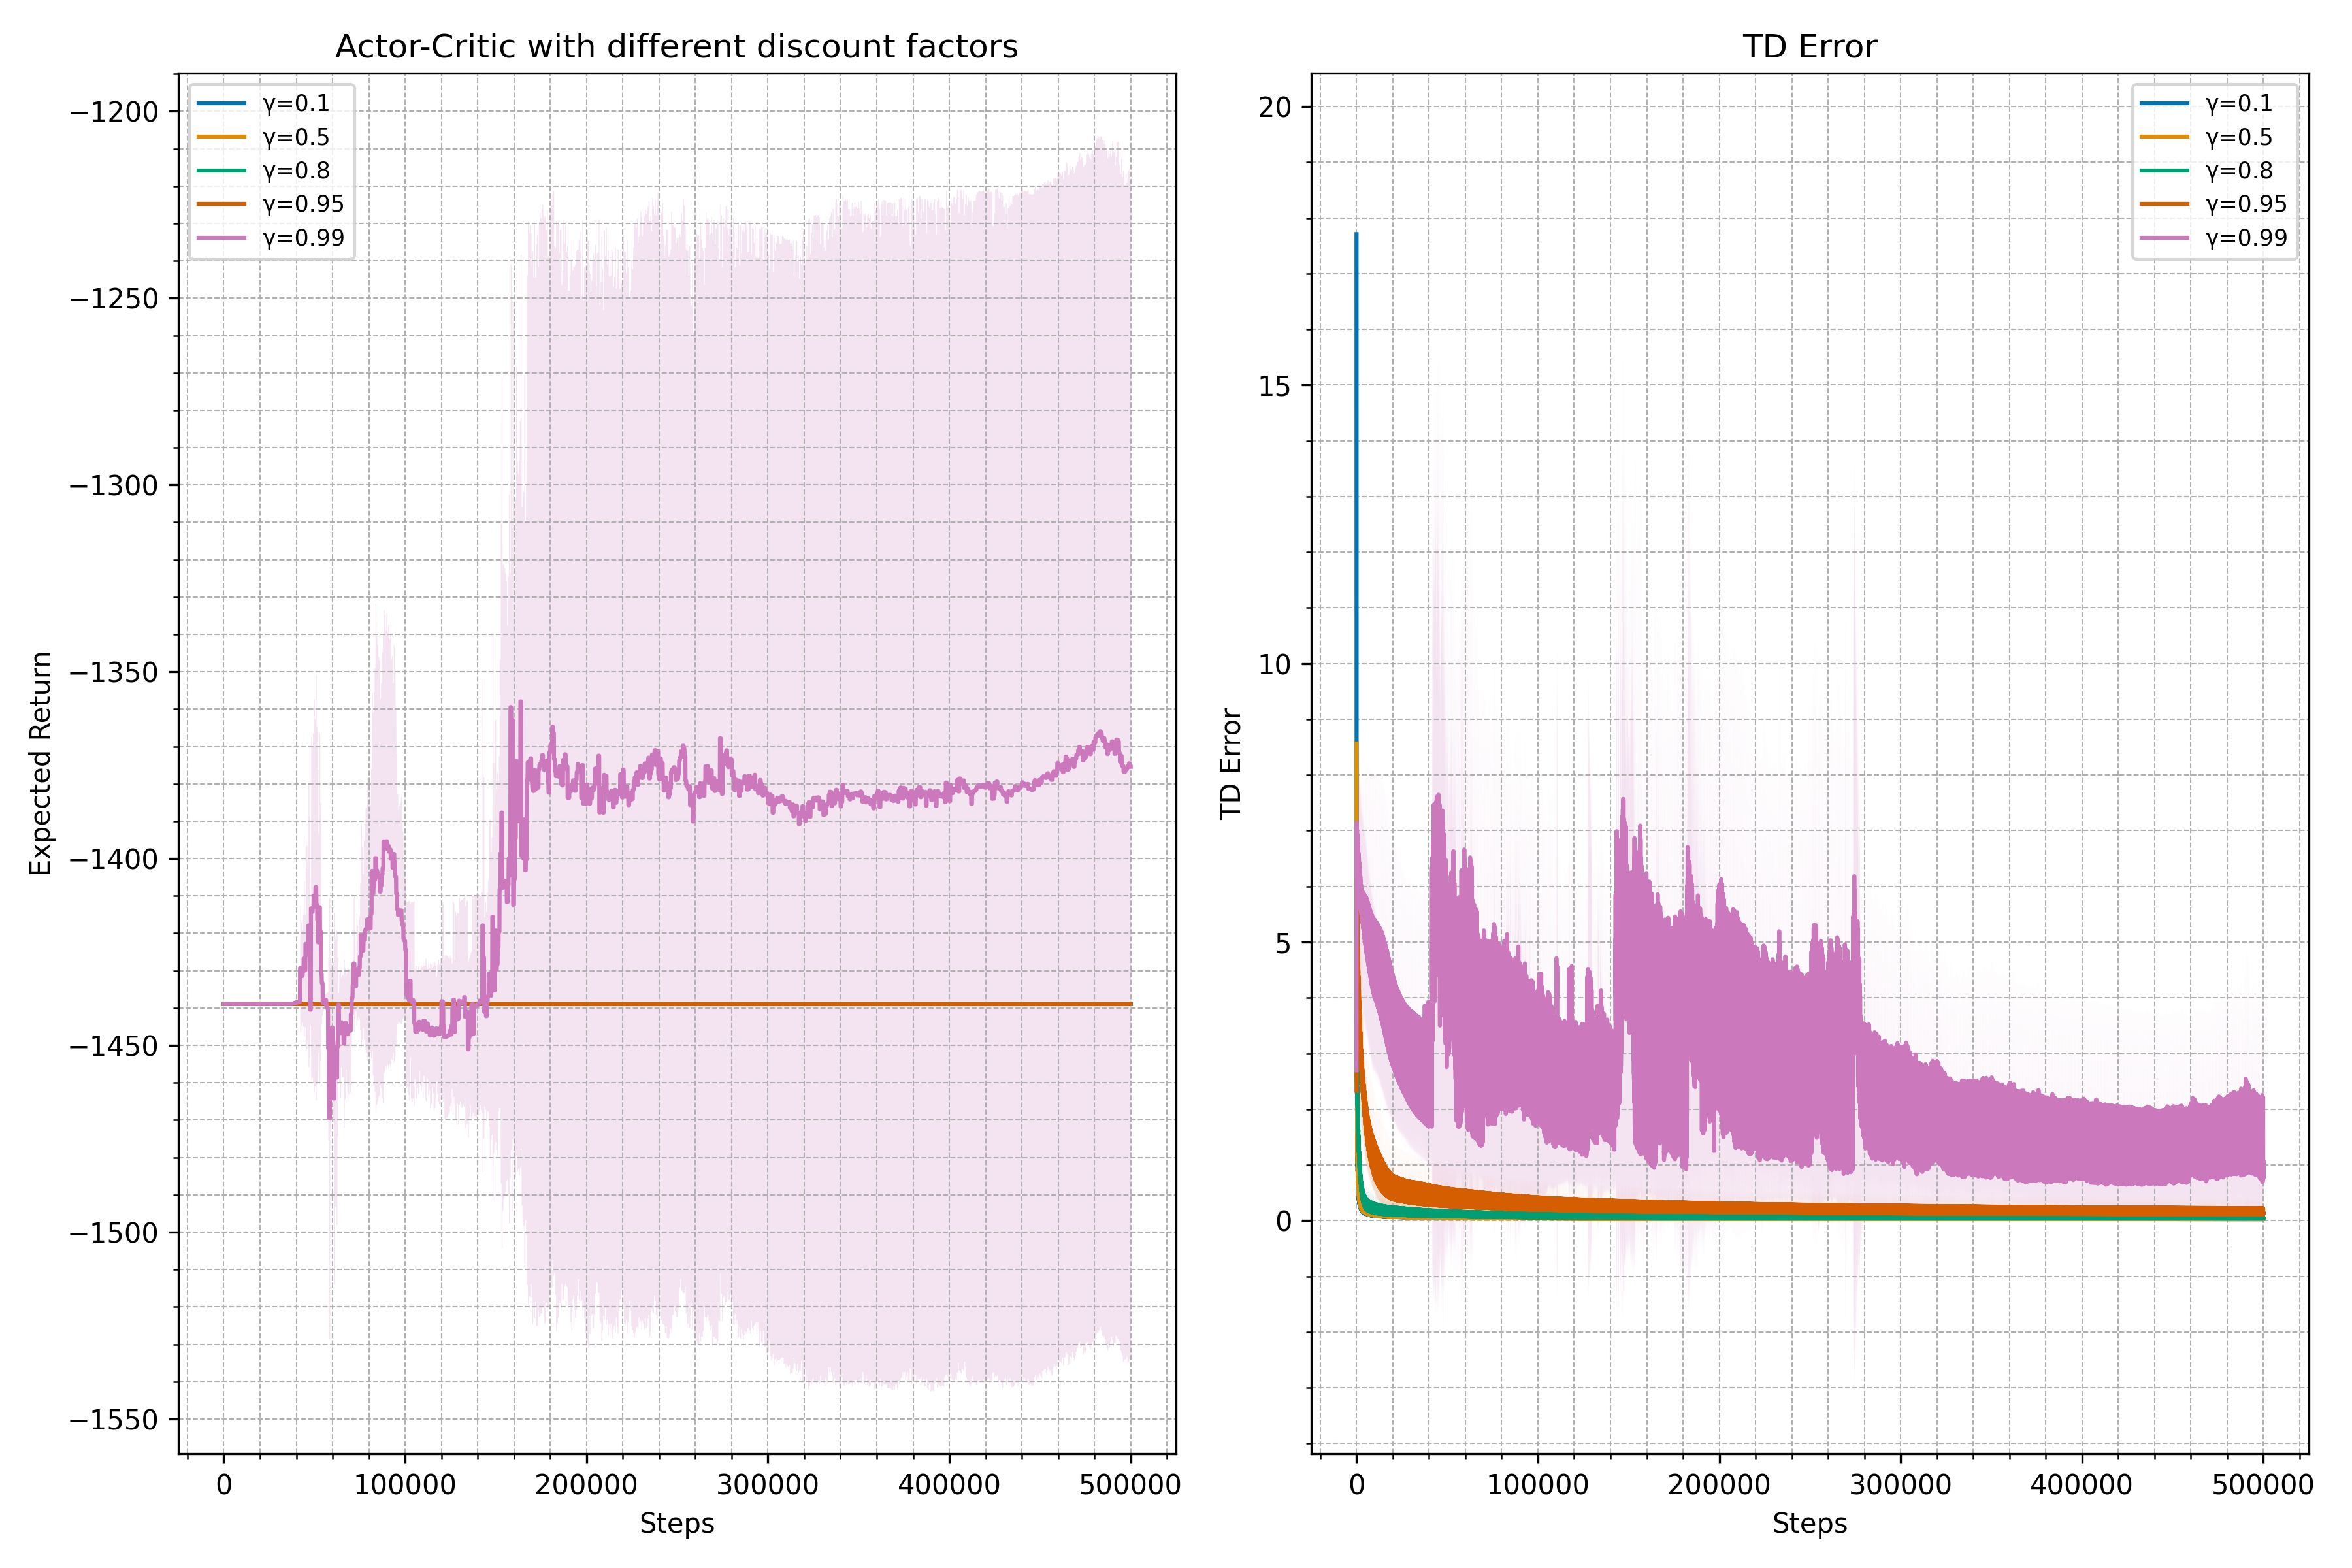 Actor-Critic with different discount factors
γ=0.1
γ=0.5
γ=0.8
γ=0.95
γ=0.99
−1200
−1250
−1300
−1350
−1400
−1450
−1500
−1550
Expected Return
0
100000
200000
300000
400000
500000
Steps
TD Error
γ=0.1
γ=0.5
γ=0.8
γ=0.95
γ=0.99
20
15
10
5
0
TD Error
0
100000
200000
300000
400000
500000
Steps